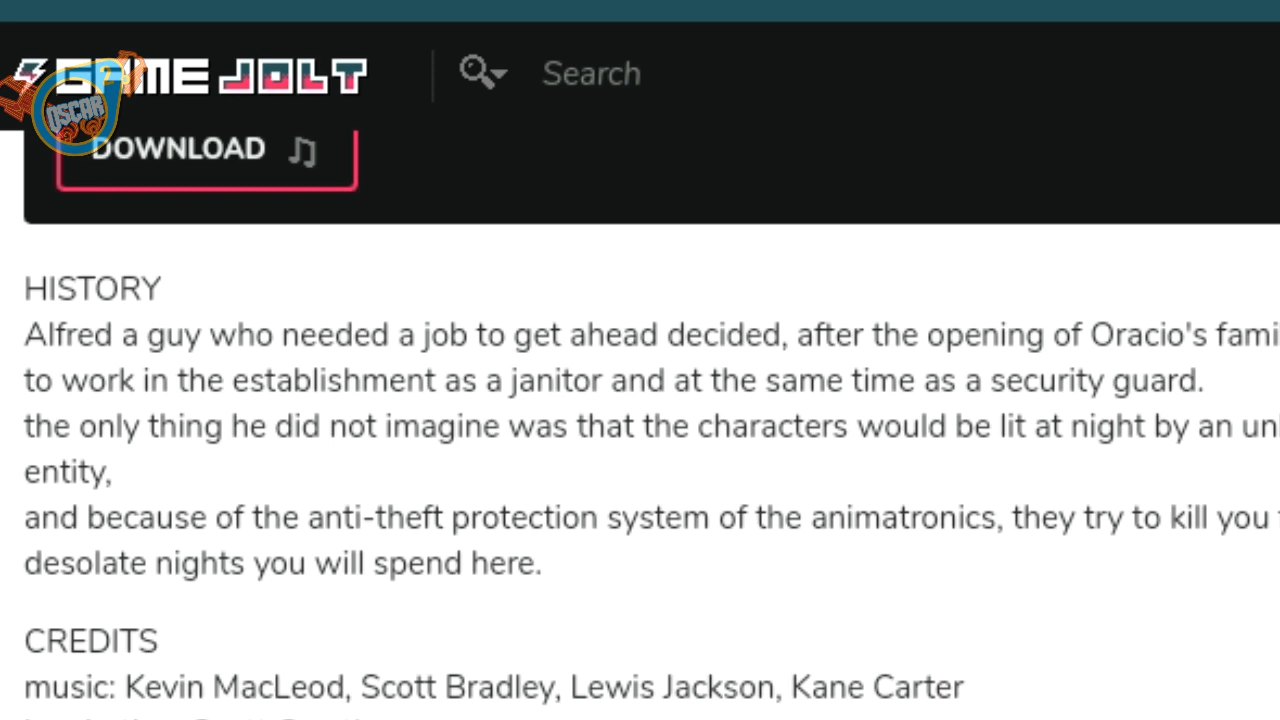 GAME JOLT
Search
OSCAR
DOWNLOAD
HISTORY
Alfred a guy who needed a job to get ahead decided, after the opening of Oracio's fami
to work in the establishment as a janitor and at the same time as a security guard.
the only thing he did not imagine was that the characters would be lit at night by an un
entity,
and because of the anti-theft protection system of the animatronics, they try to kill you
desolate nights you will spend here.
CREDITS
music: Kevin MacLeod, Scott Bradley, Lewis Jackson, Kane Carter